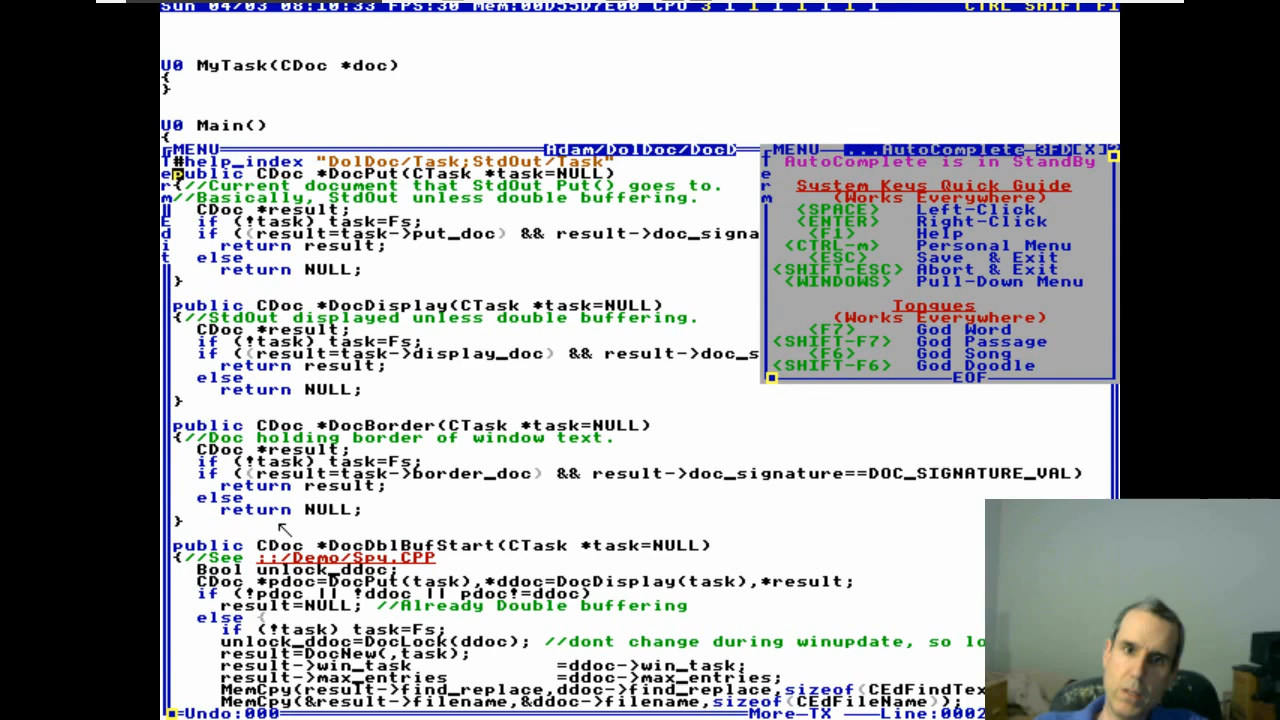 Sun 04/03 08:10:33 FPS:30 Mem:00D55D7E00 CPU 3 1 1 1 1 1 1 1 CTRL SHIFT F1
U0 MyTask(CDoc *doc)
{
}
U0 Main()
{
MENU Adam/DolDoc/DocD
#help_index "DolDoc/Task;StdOut/Task"
public CDoc *DocPut(CTask *task=NULL)
{//Current document that StdOut Put() goes to.
//Basically, StdOut unless double buffering.
CDoc *result;
if (!task) task=Fs;
if ((result=task->put_doc) && result->doc_signa
return result;
else
return NULL;
}
public CDoc *DocDisplay(CTask *task=NULL)
{//StdOut displayed unless double buffering.
CDoc *result;
if (!task) task=Fs;
if ((result=task->display_doc) && result->doc_s
return result;
else
return NULL;
}
public CDoc *DocBorder(CTask *task=NULL)
{//Doc holding border of window text.
CDoc *result;
if (!task) task=Fs;
if ((result=task->border_doc) && result->doc_signature==DOC_SIGNATURE_VAL)
return result;
else
return NULL;
}
public CDoc *DocDblBufStart(CTask *task=NULL)
{//See ::/Demo/Spy.CPP
Bool unlock_ddoc;
CDoc *pdoc=DocPut(task),*ddoc=DocDisplay(task),*result;
if (!pdoc || !ddoc || pdoc!=ddoc)
result=NULL; //Already Double buffering
else {
if (!task) task=Fs;
unlock_ddoc=DocLock(ddoc); //dont change during winupdate, so lo
result=DocNew(,task);
result->win_task =ddoc->win_task;
result->max_entries =ddoc->max_entries;
MemCpy(result->find_replace,ddoc->find_replace,sizeof(CEdFindTex
MemCpy(&result->filename,&ddoc->filename,sizeof(CEdFileName));
Undo:000 More-TX Line:0002
MENU ...AutoComplete 3FD[X]
AutoComplete is in StandBy
System Keys Quick Guide
(Works Everywhere)
<SPACE> Left-Click
<ENTER> Right-Click
<F1> Help
<CTRL-m> Personal Menu
<ESC> Save & Exit
<SHIFT-ESC> Abort & Exit
<WINDOWS> Pull-Down Menu
Tongues
(Works Everywhere)
<F7> God Word
<SHIFT-F7> God Passage
<F6> God Song
<SHIFT-F6> God Doodle
EOF